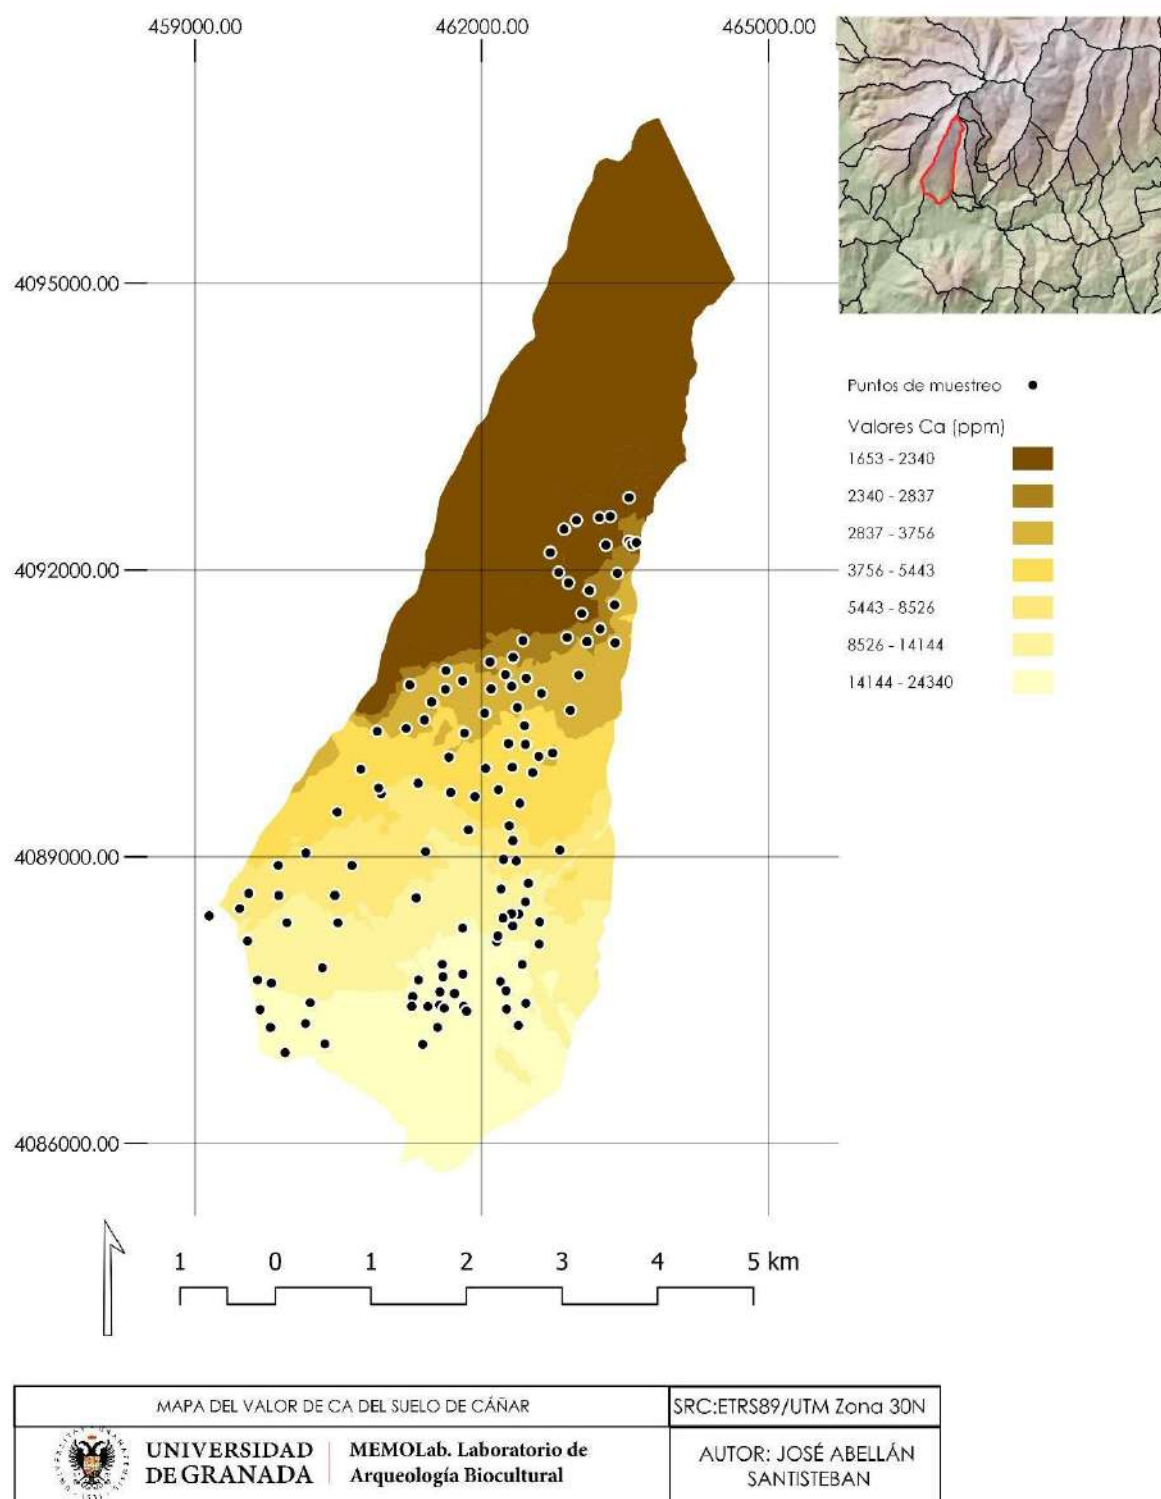 459000.00 462000.00 465000.00
4095000.00
4092000.00
4089000.00
4086000.00
Puntos de muestreo
Valores Ca (ppm)
1653 - 2340
2340 - 2837
2837 - 3756
3756 - 5443
5443 - 8526
8526 - 14144
14144 - 24340
1 0 1 2 3 4 5 km
MAPA DEL VALOR DE CA DEL SUELO DE CÁÑAR
SRC:ETRS89/UTM Zona 30N
UNIVERSIDAD
DE GRANADA
MEMOLab. Laboratorio de
Arqueología Biocultural
AUTOR: JOSÉ ABELLÁN
SANTISTEBAN